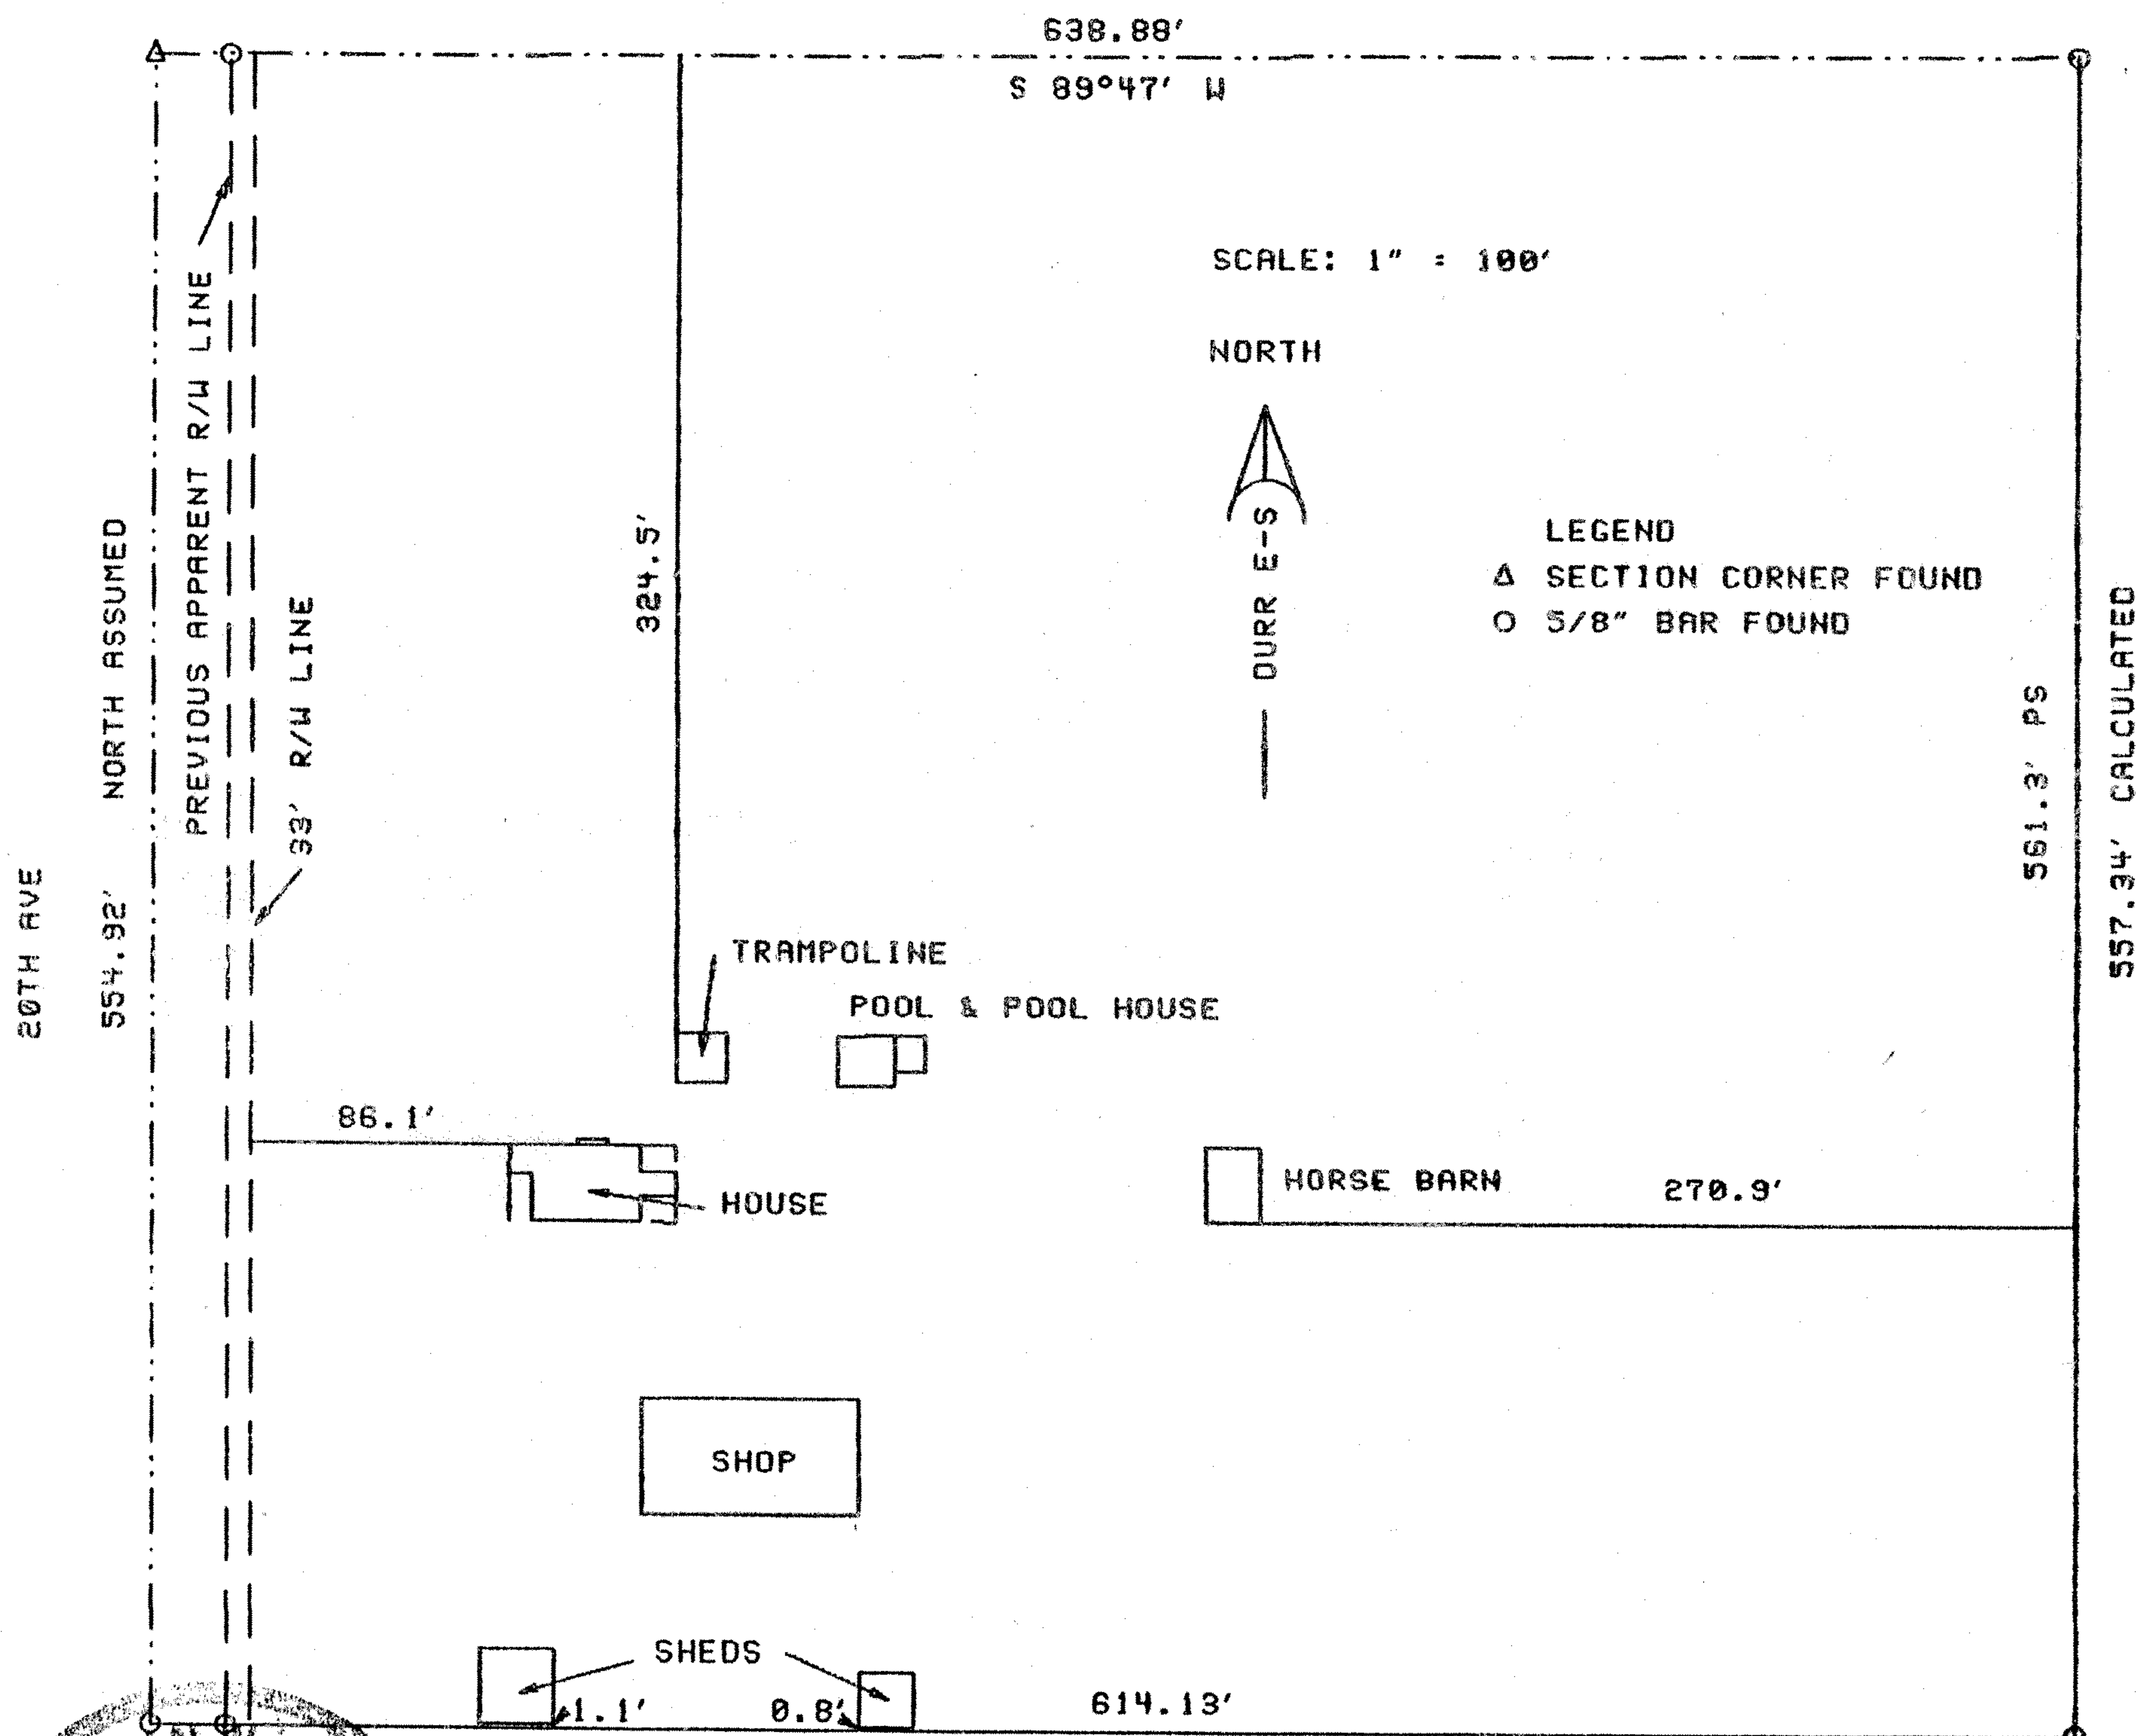 638.88'
S 89°47' W
SCALE: 1" = 100'
NORTH
DURR E-S
LEGEND
Δ SECTION CORNER FOUND
O 5/8" BAR FOUND
20TH AVE
554.92' NORTH ASSUMED
PREVIOUS APPARENT R/W LINE
33' R/W LINE
324.5'
561.3' PS
557.34' CALCULATED
TRAMPOLINE
POOL & POOL HOUSE
86.1'
HOUSE
HORSE BARN
270.9'
SHOP
SHEDS
1.1'
0.8'
614.13'